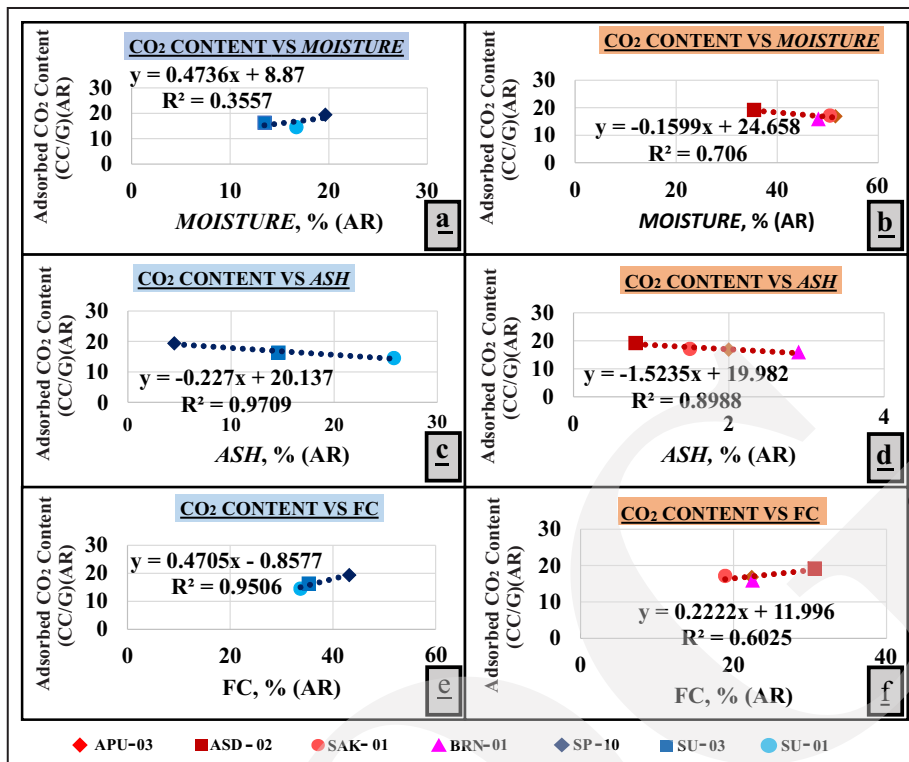 CO₂ CONTENT VS MOISTURE
y = 0.4736x + 8.87
R² = 0.3557
Adsorbed CO₂ Content
(CC/G)(AR)
30
20
10
0
0 10 20 30
MOISTURE, % (AR)
a
CO₂ CONTENT VS MOISTURE
Adsorbed CO₂ Content
(CC/G)(AR)
30
20
10
0
y = -0.1599x + 24.658
R² = 0.706
0 20 40 60
MOISTURE, % (AR)
b
CO₂ CONTENT VS ASH
Adsorbed CO₂ Content
(CC/G)(AR)
30
20
10
0
y = -0.227x + 20.137
R² = 0.9709
0 10 20 30
ASH, % (AR)
c
CO₂ CONTENT VS ASH
Adsorbed CO₂ Content
(CC/G)(AR)
30
20
10
0
y = -1.5235x + 19.982
R² = 0.8988
0 2 4
ASH, % (AR)
d
CO₂ CONTENT VS FC
Adsorbed CO₂ Content
(CC/G)(AR)
30
20
10
0
y = 0.4705x - 0.8577
R² = 0.9506
0 20 40 60
FC, % (AR)
e
CO₂ CONTENT VS FC
Adsorbed CO₂ Content
(CC/G)(AR)
30
20
10
0
y = 0.2222x + 11.996
R² = 0.6025
0 20 40
FC, % (AR)
f
APU-03 ASD-02 SAK-01 BRN-01 SP-10 SU-03 SU-01